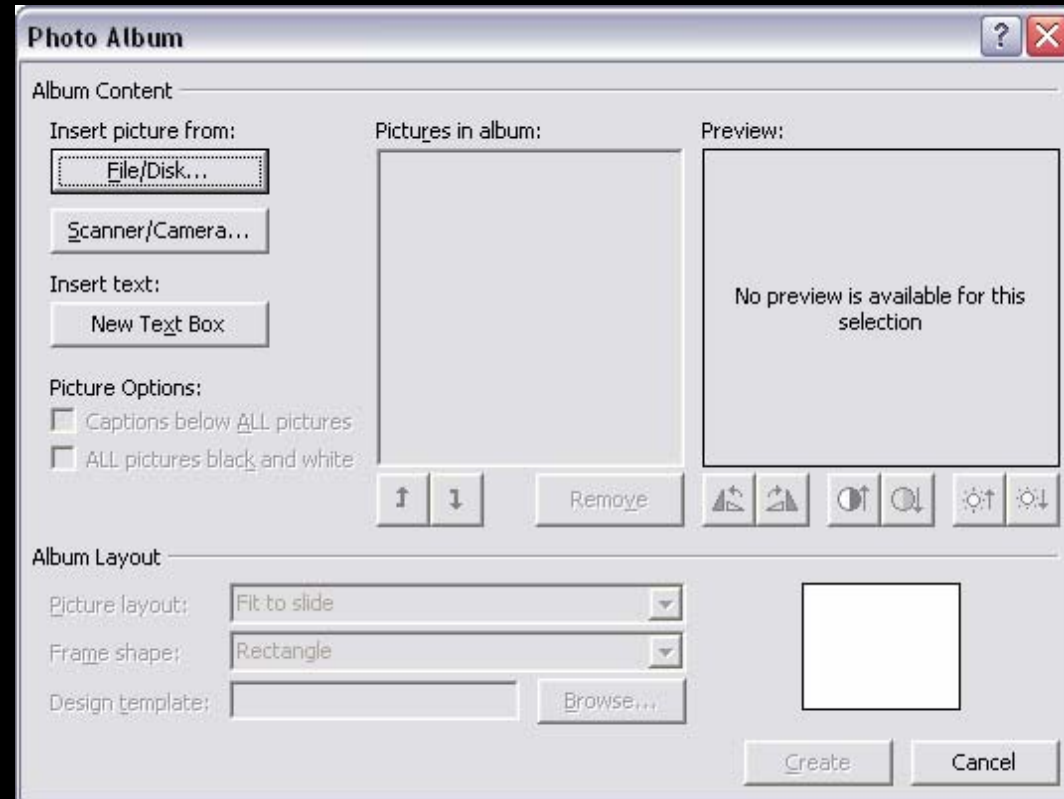 Photo Album
?
Album Content
Insert picture from:
File/Disk...
Scanner/Camera...
Insert text:
New Text Box
Picture Options:
Captions below ALL pictures
ALL pictures black and white
Pictures in album:
Remove
Preview:
No preview is available for this
selection
Album Layout
Picture layout:
Fit to slide
Frame shape:
Rectangle
Design template:
Browse...
Create
Cancel